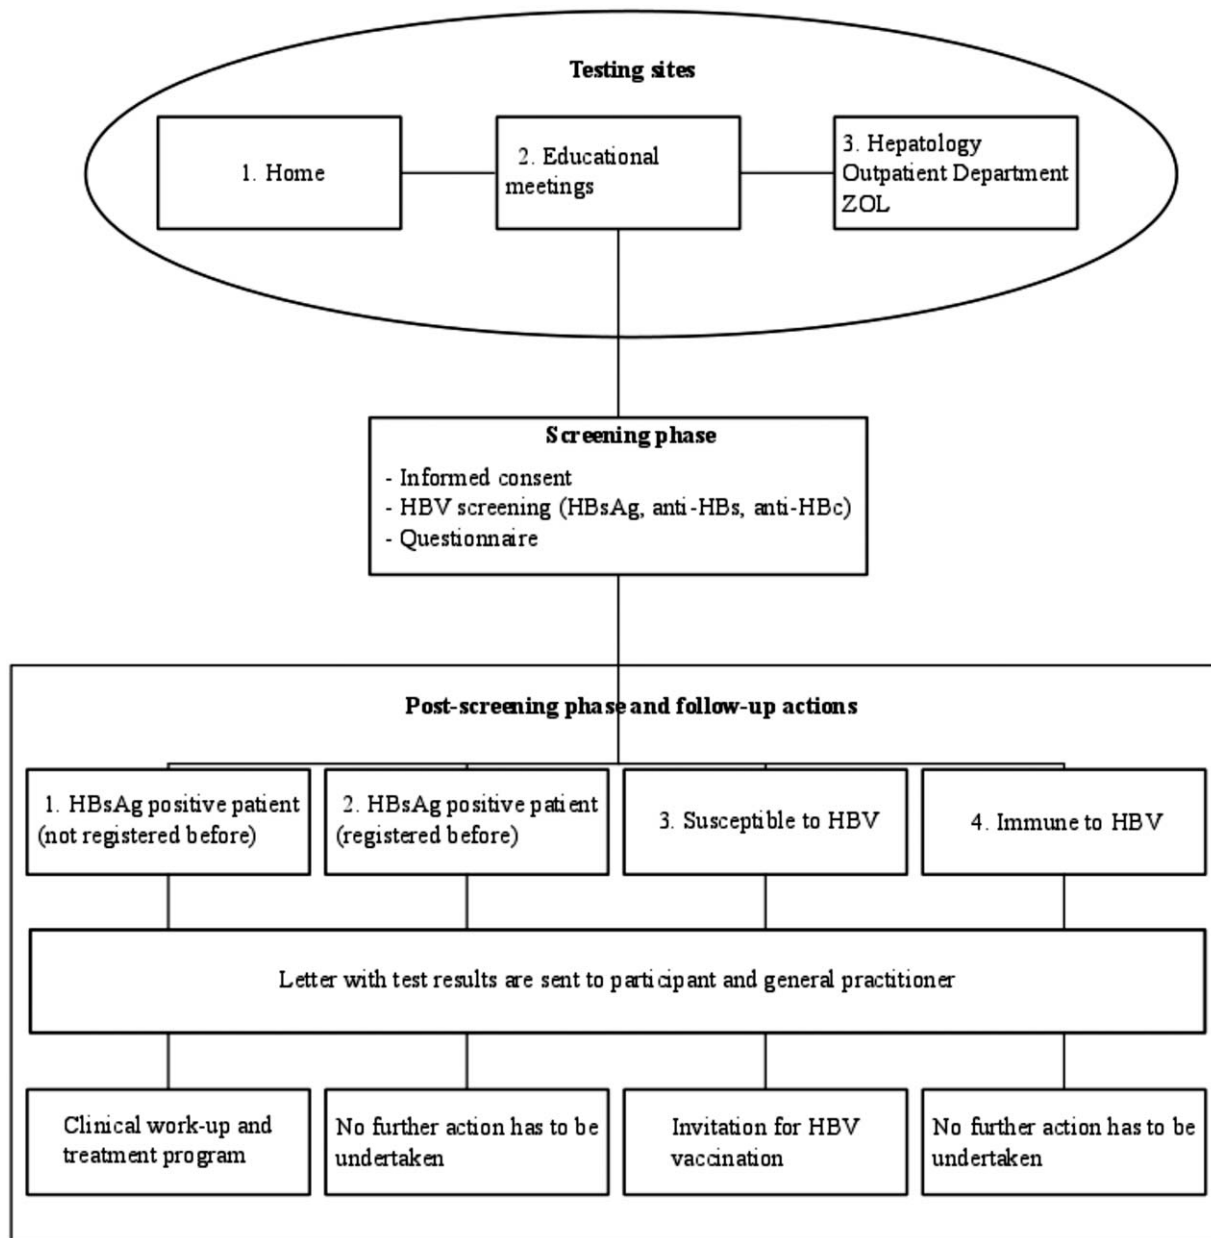 Testing sites
1. Home
2. Educational
meetings
3. Hepatology
Outpatient Department
ZOL
Screening phase
- Informed consent
- HBV screening (HBsAg, anti-HBs, anti-HBc)
- Questionnaire
Post-screening phase and follow-up actions
1. HBsAg positive patient
(not registered before)
2. HBsAg positive patient
(registered before)
3. Susceptible to HBV
4. Immune to HBV
Letter with test results are sent to participant and general practitioner
Clinical work-up and
treatment program
No further action has to be
undertaken
Invitation for HBV
vaccination
No further action has to be
undertaken